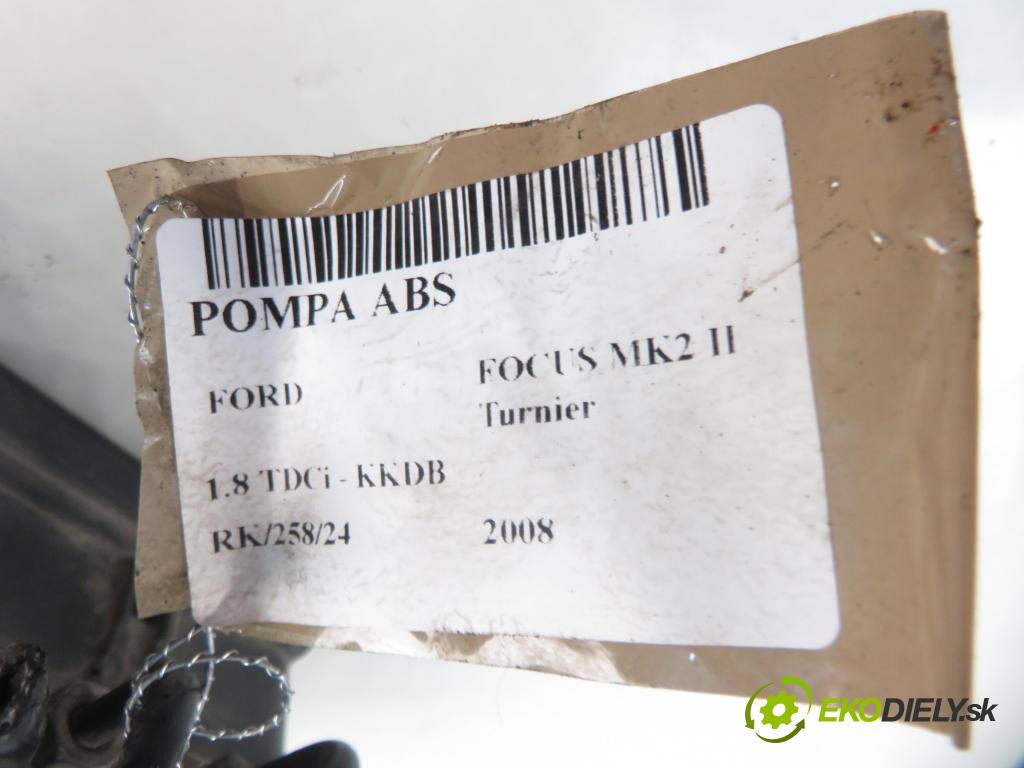 POMPA ABS
FORD
FOCUS MK2 II
Turnier
1.8 TDCi - KKDB
RK/258/24
2008
EKODIELY.sk